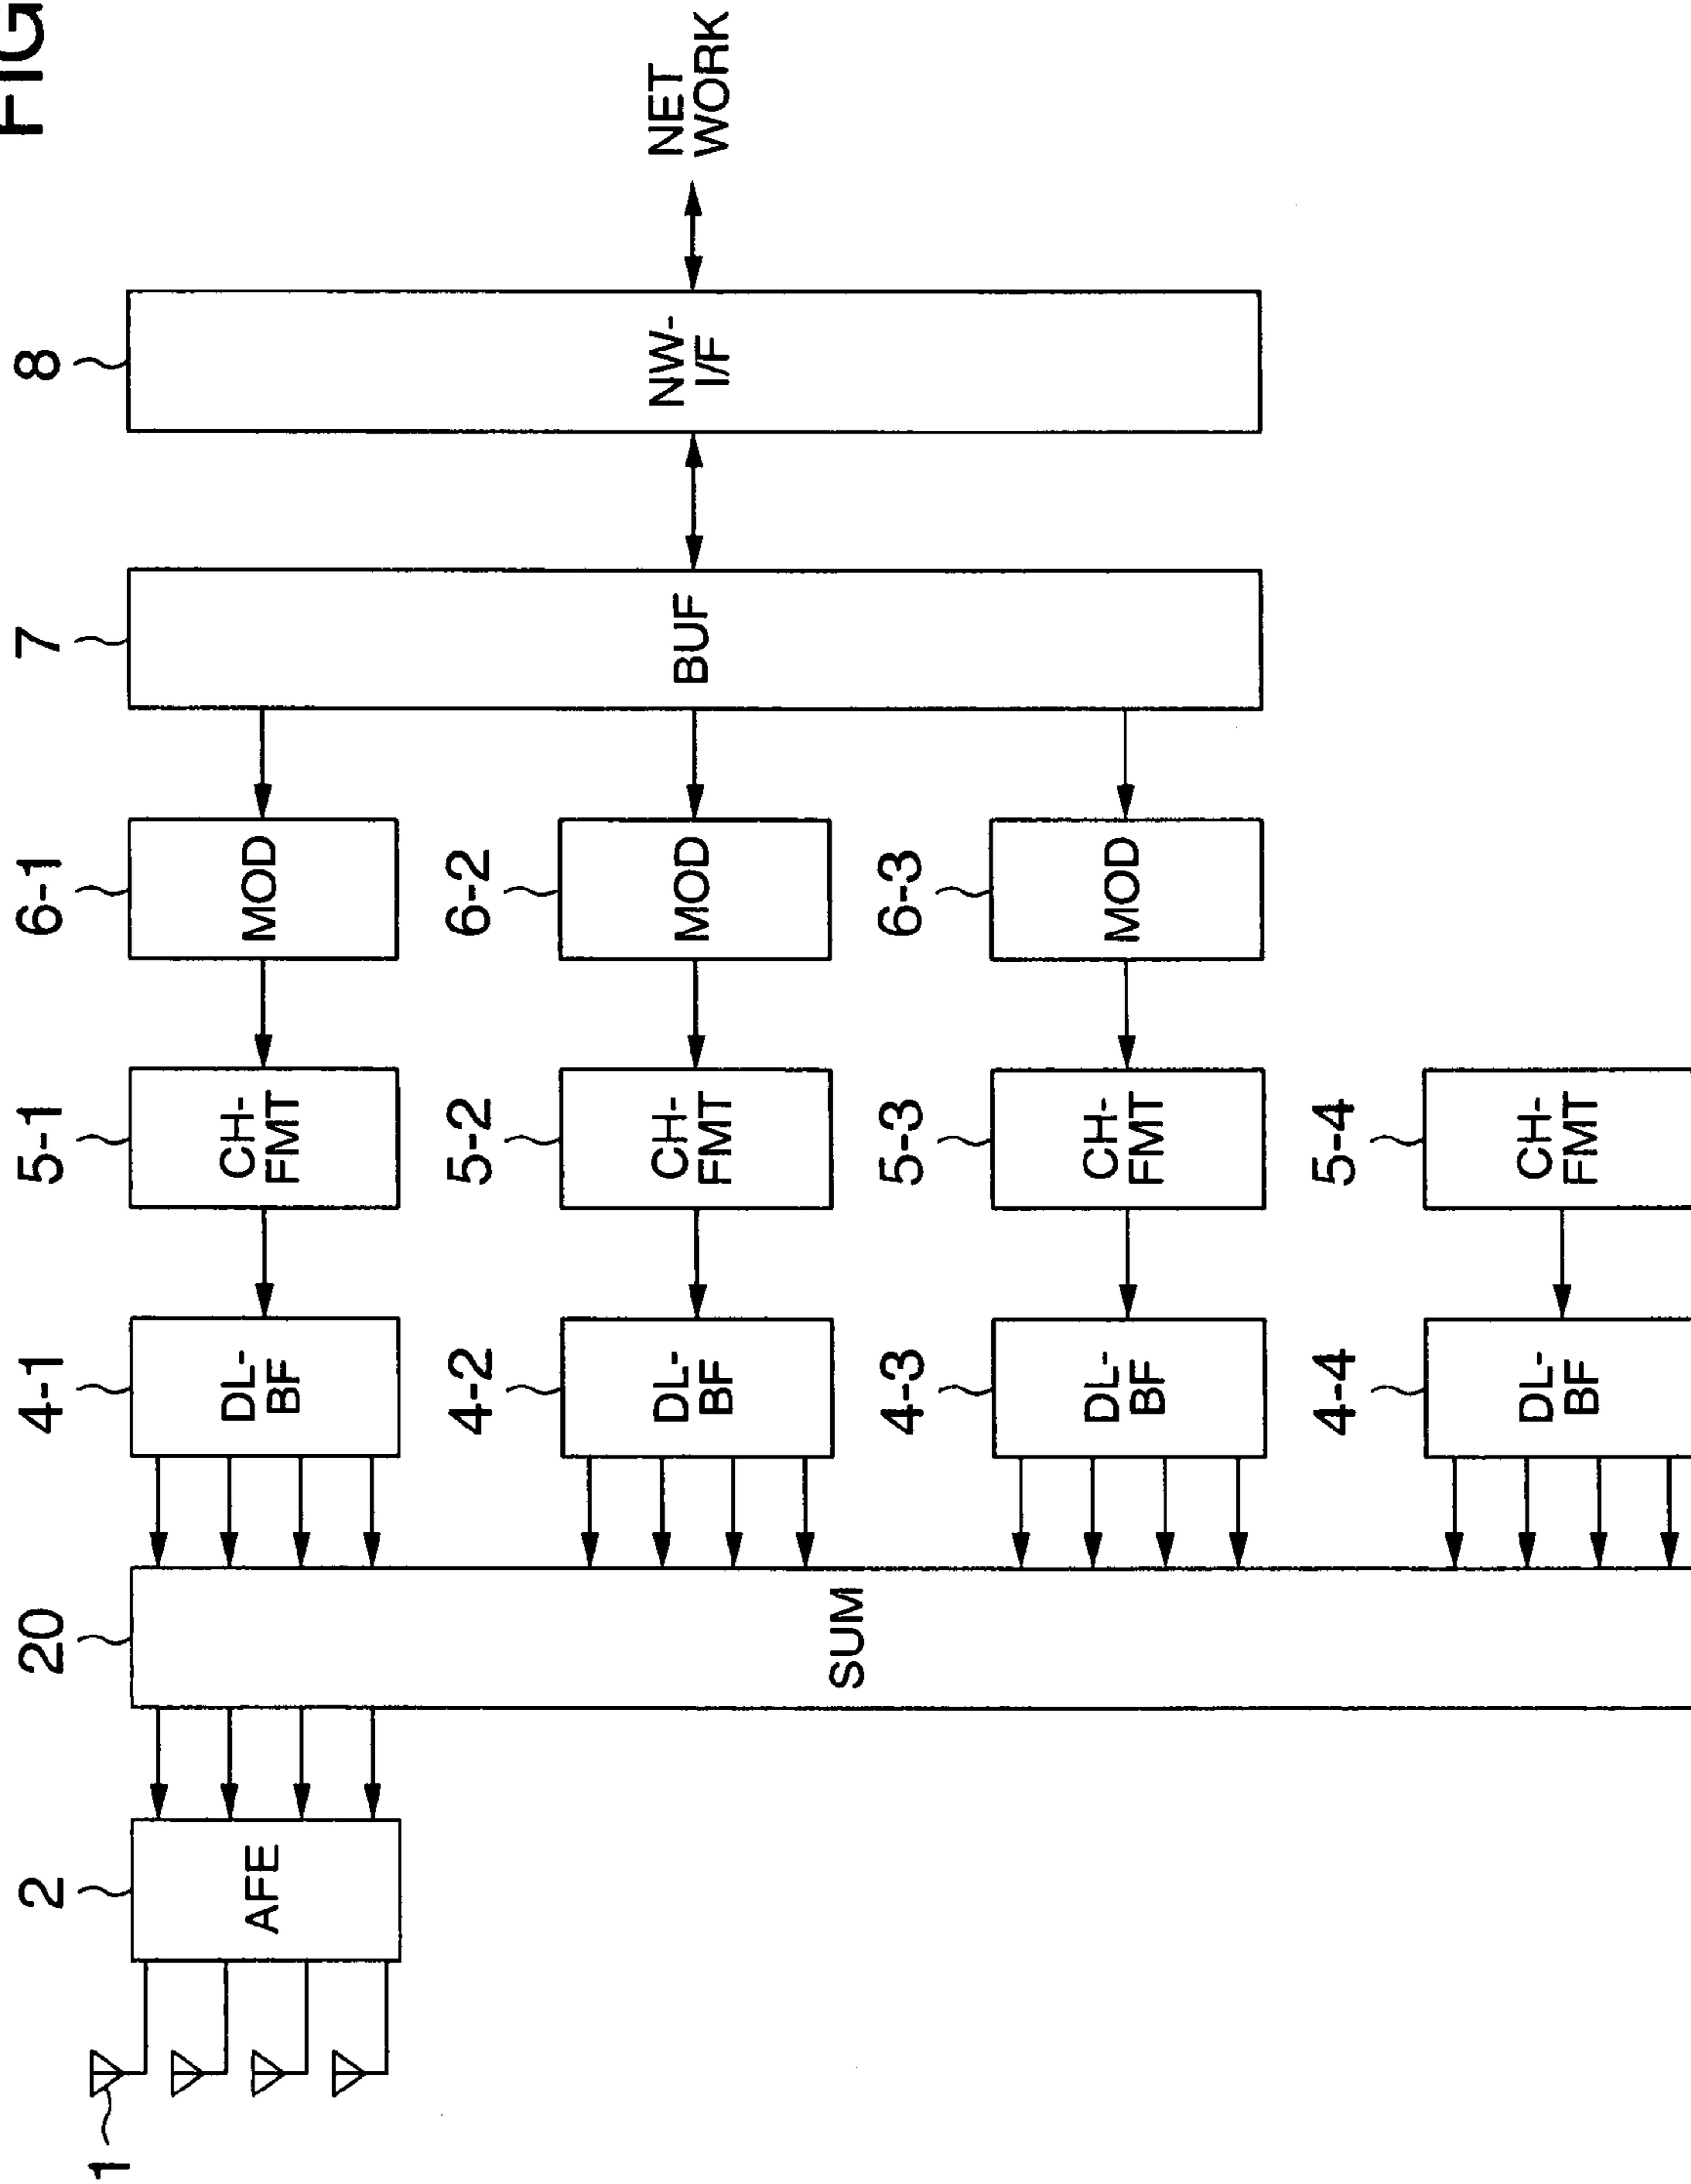 FIG
1
2
AFE
20
SUM
4-1
DL-
BF
5-1
CH-
FMT
6-1
MOD
7
BUF
8
NW-
I/F
NET
WORK
4-2
DL-
BF
5-2
CH-
FMT
6-2
MOD
4-3
DL-
BF
5-3
CH-
FMT
6-3
MOD
4-4
DL-
BF
5-4
CH-
FMT